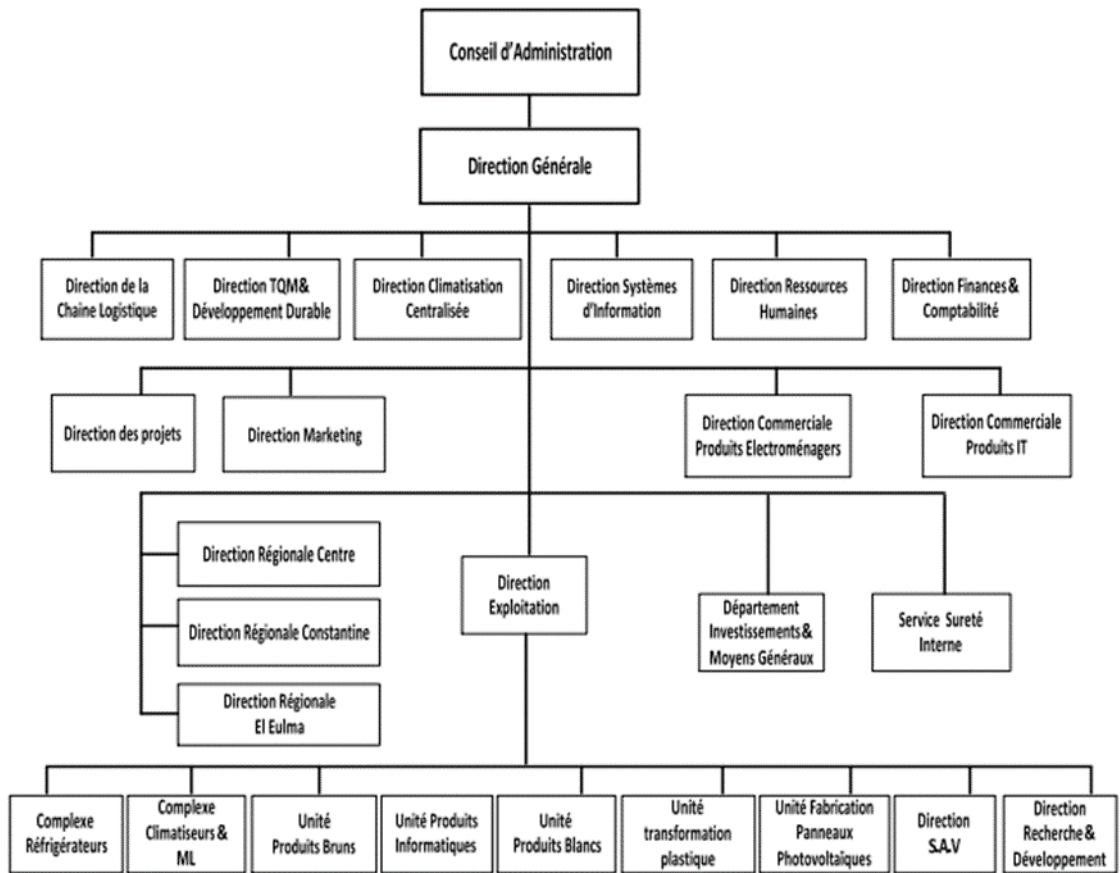 Conseil d'Administration
Direction Générale
Direction de la
Chaine Logistique
Direction TQM&
Développement Durable
Direction Climatisation
Centralisée
Direction Systèmes
d'Information
Direction Ressources
Humaines
Direction Finances &
Comptabilité
Direction des projets
Direction Marketing
Direction Commerciale
Produits Electroménagers
Direction Commerciale
Produits IT
Direction Régionale Centre
Direction Régionale Constantine
Direction Régionale
El Eulma
Direction
Exploitation
Département
Investissements &
Moyens Généraux
Service Sureté
Interne
Complexe
Réfrigérateurs
Complexe
Climatiseurs &
ML
Unité
Produits Bruns
Unité Produits
Informatiques
Unité
Produits Blancs
Unité
transformation
plastique
Unité Fabrication
Panneaux
Photovoltaïques
Direction
S.A.V
Direction
Recherche &
Développement